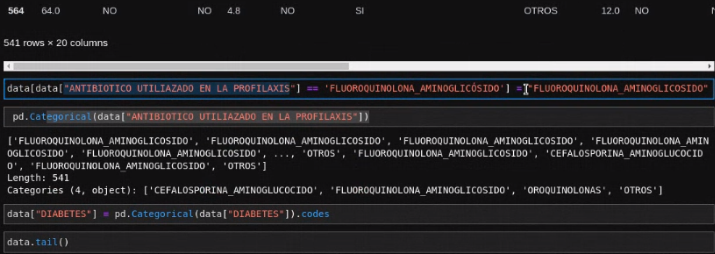 564 64.0 NO NO 4.8 NO SI OTROS 12.0 NO
541 rows × 20 columns
data[data["ANTIBIOTICO UTILIAZADO EN LA PROFILAXIS"] == 'FLUOROQUINOLONA_AMINOGLICÓSIDO'] = "FLUOROQUINOLONA_AMINOGLICOSIDO"
pd.Categorical(data["ANTIBIOTICO UTILIAZADO EN LA PROFILAXIS"])
['FLUOROQUINOLONA_AMINOGLICOSIDO', 'FLUOROQUINOLONA_AMINOGLICOSIDO', 'FLUOROQUINOLONA_AMINOGLICOSIDO', 'FLUOROQUINOLONA_AMIN
OGLICOSIDO', 'FLUOROQUINOLONA_AMINOGLICOSIDO', ..., 'OTROS', 'FLUOROQUINOLONA_AMINOGLICOSIDO', 'CEFALOSPORINA_AMINOGLUCOCID
O', 'FLUOROQUINOLONA_AMINOGLICOSIDO', 'OTROS']
Length: 541
Categories (4, object): ['CEFALOSPORINA_AMINOGLUCOCIDO', 'FLUOROQUINOLONA_AMINOGLICOSIDO', 'OROQUINOLONAS', 'OTROS']
data["DIABETES"] = pd.Categorical(data["DIABETES"]).codes
data.tail()